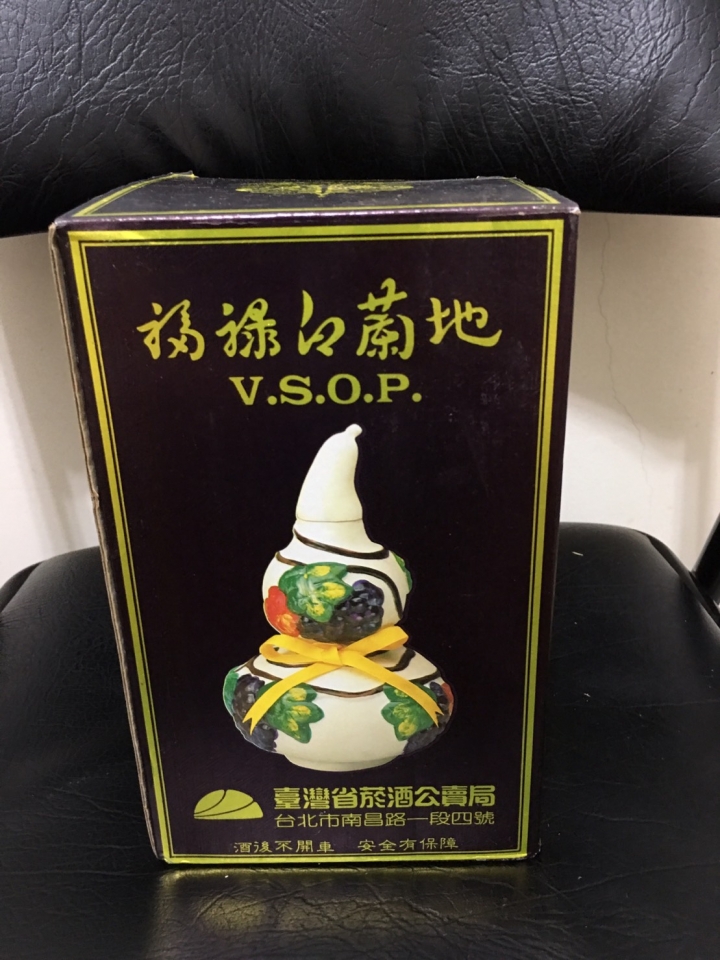 福祿白蘭地
V.S.O.P.
臺灣省菸酒公賣局
台北市南昌路一段四號
酒後不開車 安全有保障